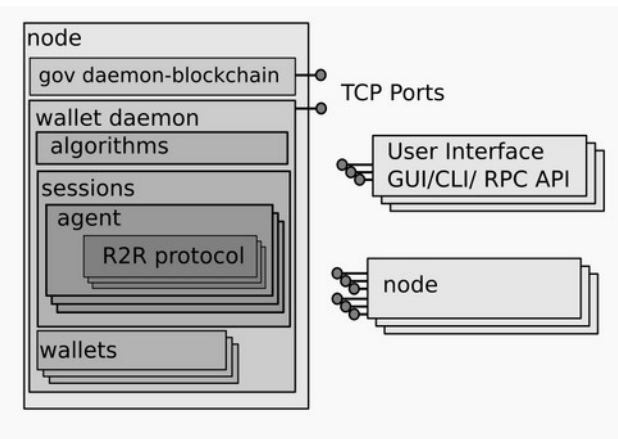 node
gov daemon-blockchain
TCP Ports
wallet daemon
algorithms
User Interface
GUI/CLI/ RPC API
sessions
agent
R2R protocol
node
wallets